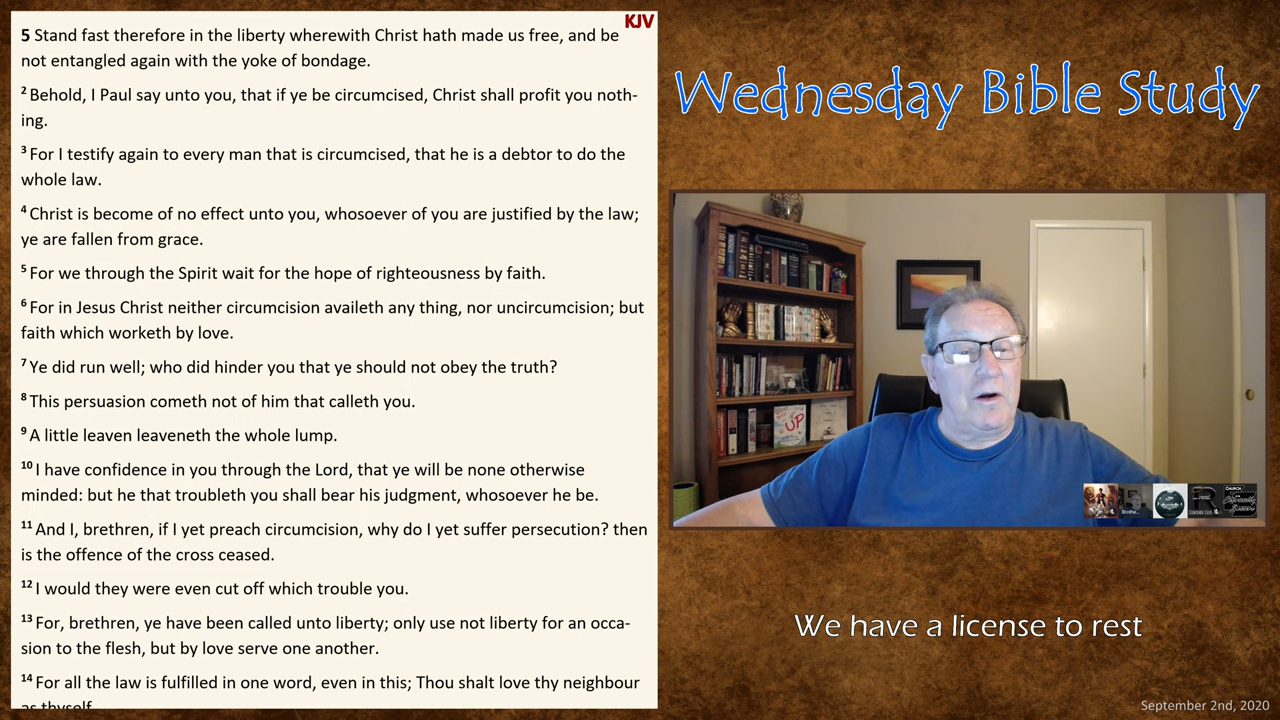 KJV
5 Stand fast therefore in the liberty wherewith Christ hath made us free, and be
not entangled again with the yoke of bondage.
2 Behold, I Paul say unto you, that if ye be circumcised, Christ shall profit you noth-
ing.
3 For I testify again to every man that is circumcised, that he is a debtor to do the
whole law.
4 Christ is become of no effect unto you, whosoever of you are justified by the law;
ye are fallen from grace.
5 For we through the Spirit wait for the hope of righteousness by faith.
6 For in Jesus Christ neither circumcision availeth any thing, nor uncircumcision; but
faith which worketh by love.
7 Ye did run well; who did hinder you that ye should not obey the truth?
8 This persuasion cometh not of him that calleth you.
9 A little leaven leaveneth the whole lump.
10 I have confidence in you through the Lord, that ye will be none otherwise
minded: but he that troubleth you shall bear his judgment, whosoever he be.
11 And I, brethren, if I yet preach circumcision, why do I yet suffer persecution? then
is the offence of the cross ceased.
12 I would they were even cut off which trouble you.
13 For, brethren, ye have been called unto liberty; only use not liberty for an occa-
sion to the flesh, but by love serve one another.
14 For all the law is fulfilled in one word, even in this; Thou shalt love thy neighbour
as thyself
Wednesday Bible Study
UP
Brothe...
CHURCH
We have a license to rest
September 2nd, 2020